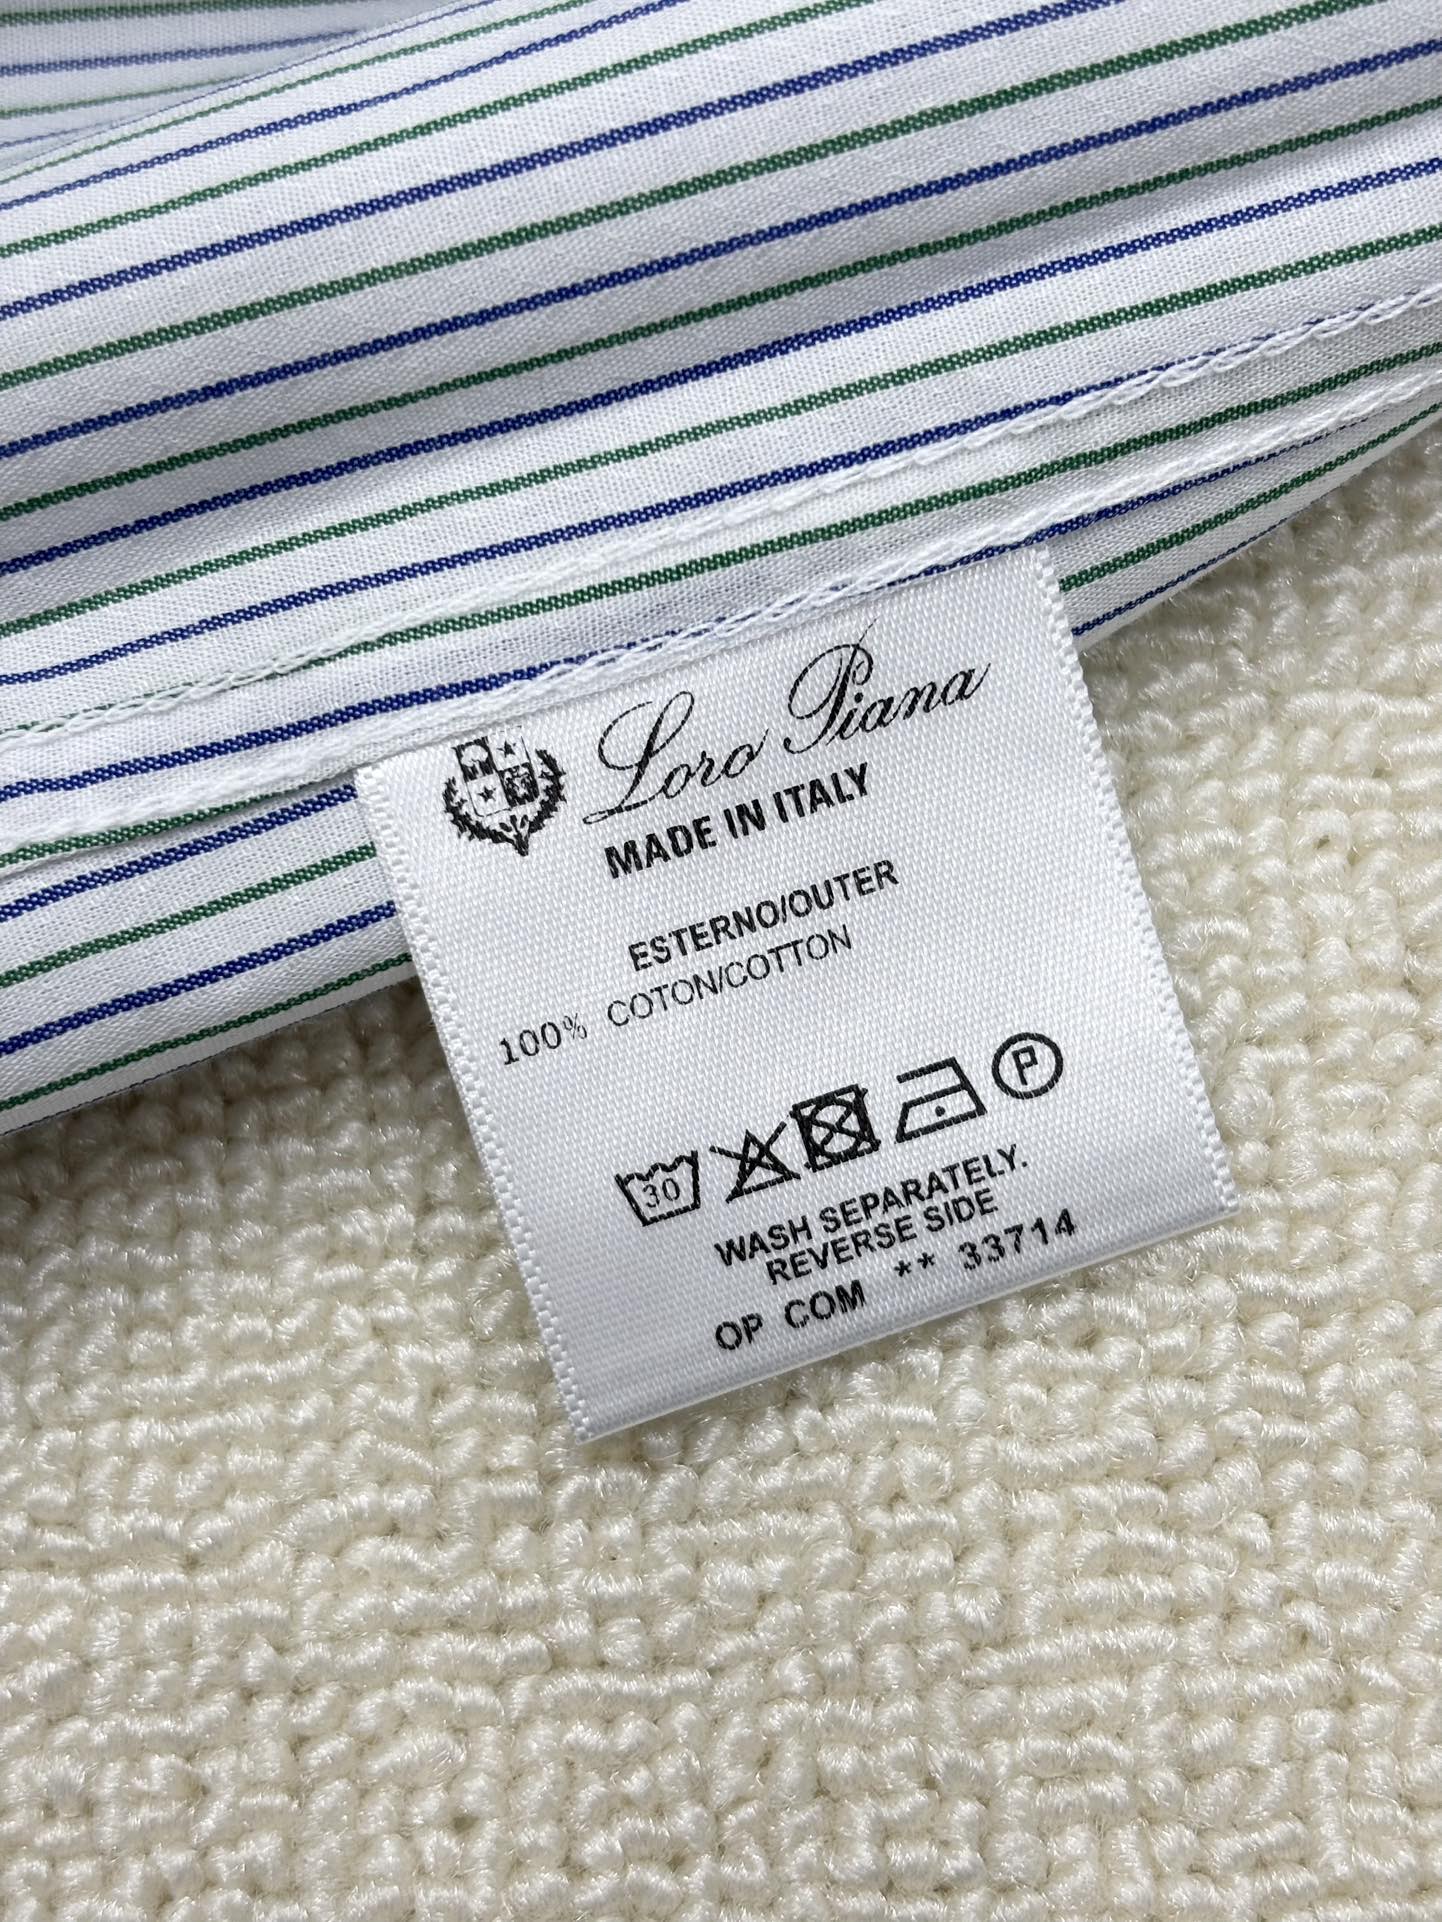 Loro Piana
MADE IN ITALY
ESTERNO/OUTER
100% COTON/COTTON
30
P
WASH SEPARATELY.
REVERSE SIDE
OP COM ** 33714